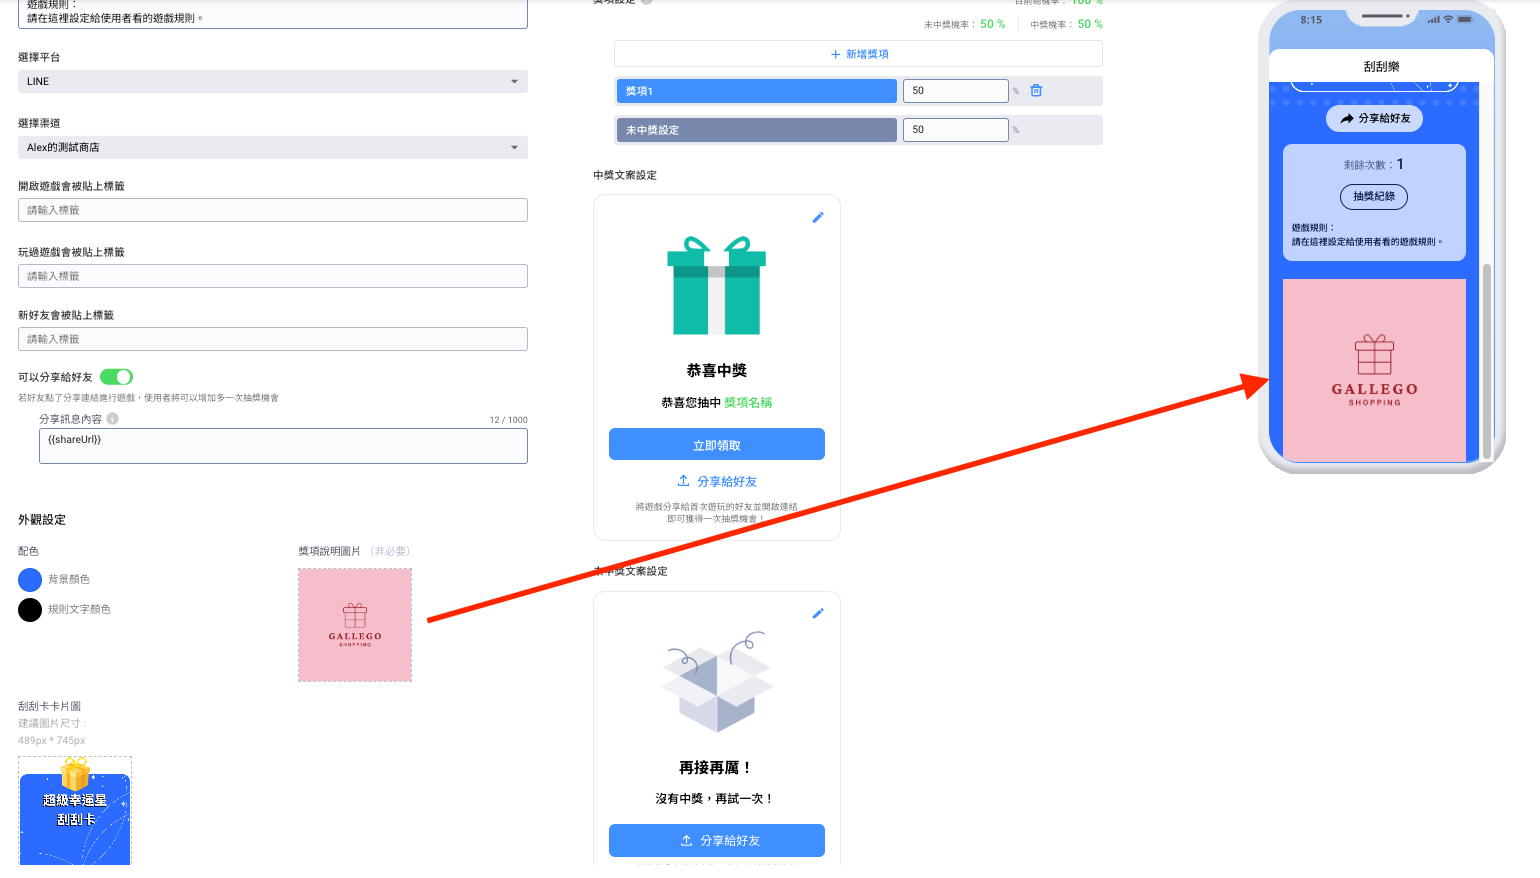 遊戲規則：
請在這裡設定給使用者看的遊戲規則。
選擇平台
LINE
選擇渠道
Alex的測試商店
開啟遊戲會被貼上標籤
請輸入標籤
玩過遊戲會被貼上標籤
請輸入標籤
新好友會被貼上標籤
請輸入標籤
可以分享給好友
若好友點了分享連結進行遊戲，使用者將可以增加多一次抽獎機會
分享訊息內容
12 / 1000
{{shareUrl}}
外觀設定
配色
背景顏色
規則文字顏色
獎項說明圖片 （非必要）
GALLEGO
SHOPPING
刮刮卡卡片圖
建議圖片尺寸 :
489px * 745px
超級幸運星
刮刮卡
獎項設定
目前總機率： 100 %
未中獎機率： 50 %
中獎機率： 50 %
新增獎項
獎項1
50
%
未中獎設定
50
%
中獎文案設定
恭喜中獎
恭喜您抽中 獎項名稱
立即領取
分享給好友
將遊戲分享給首次遊玩的好友並開啟連結
即可獲得一次抽獎機會！
未中獎文案設定
再接再厲！
沒有中獎，再試一次！
分享給好友
8:15
刮刮樂
分享給好友
剩餘次數：1
抽獎紀錄
遊戲規則：
請在這裡設定給使用者看的遊戲規則。
GALLEGO
SHOPPING